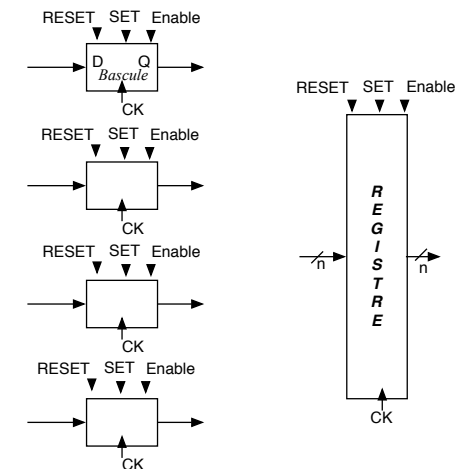 RESET SET Enable
D Q
Bascule
CK
RESET SET Enable
CK
RESET SET Enable
CK
RESET SET Enable
CK
RESET SET Enable
R
E
G
I
S
T
R
E
n
n
CK